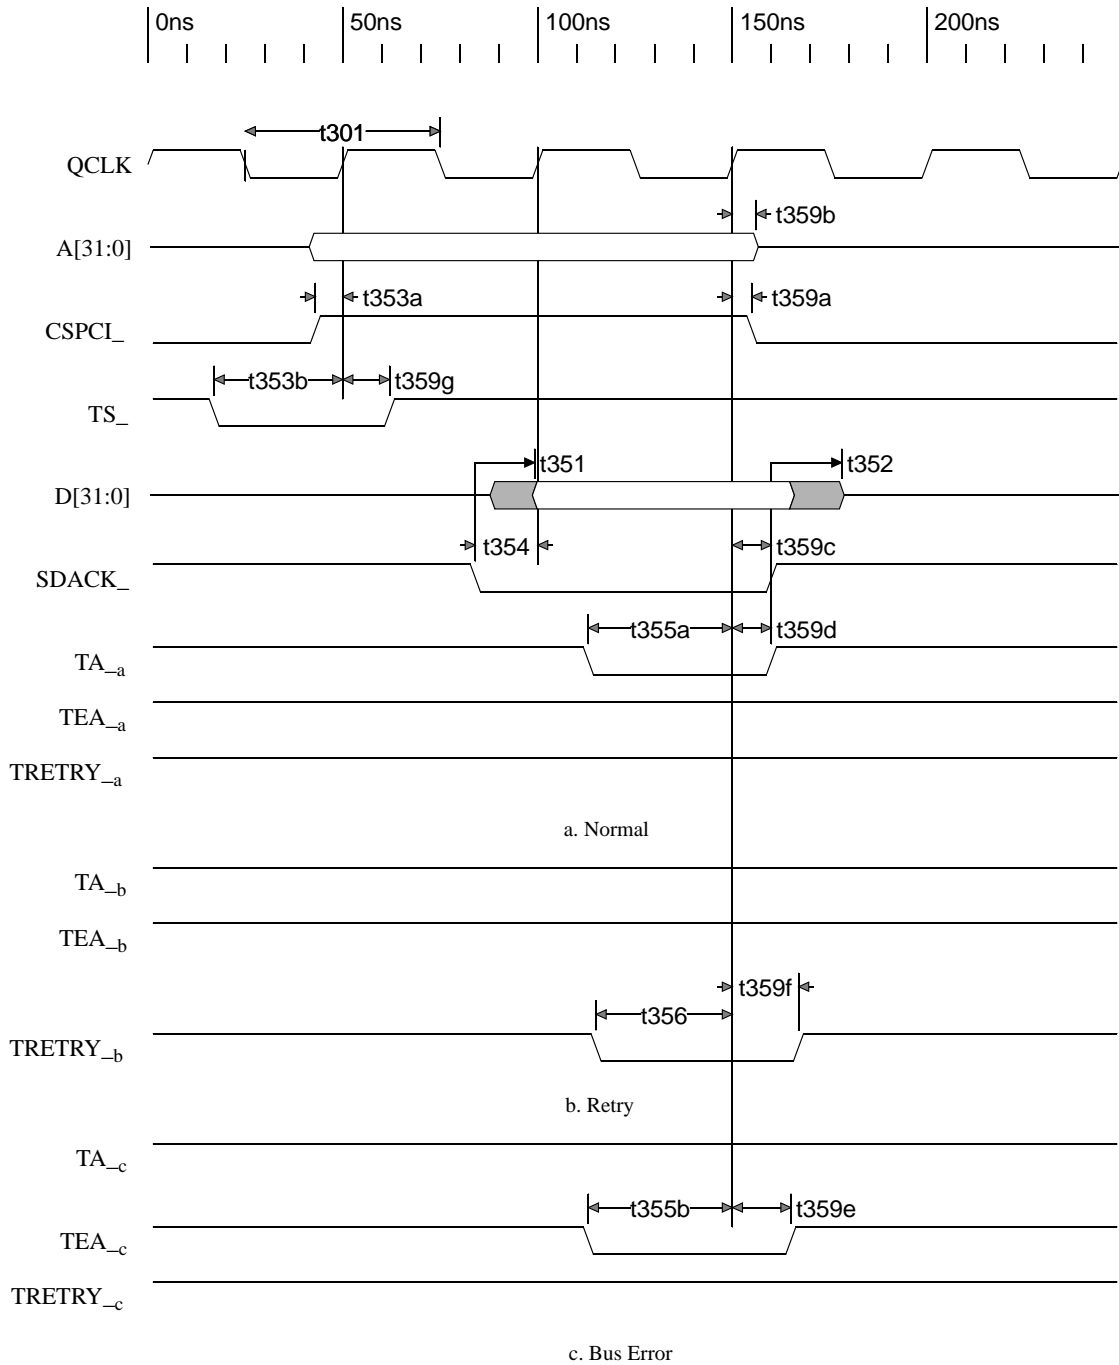 0ns 50ns 100ns 150ns 200ns
t301
QCLK
t359b
A[31:0]
t353a t359a
CSPCI_
t353b t359g
TS_
t351 t352
D[31:0]
t354 t359c
SDACK_
t355a t359d
TA_a
TEA_a
TRETRY_a
a. Normal
TA_b
TEA_b
t359f
t356
TRETRY_b
b. Retry
TA_c
t355b t359e
TEA_c
TRETRY_c
c. Bus Error